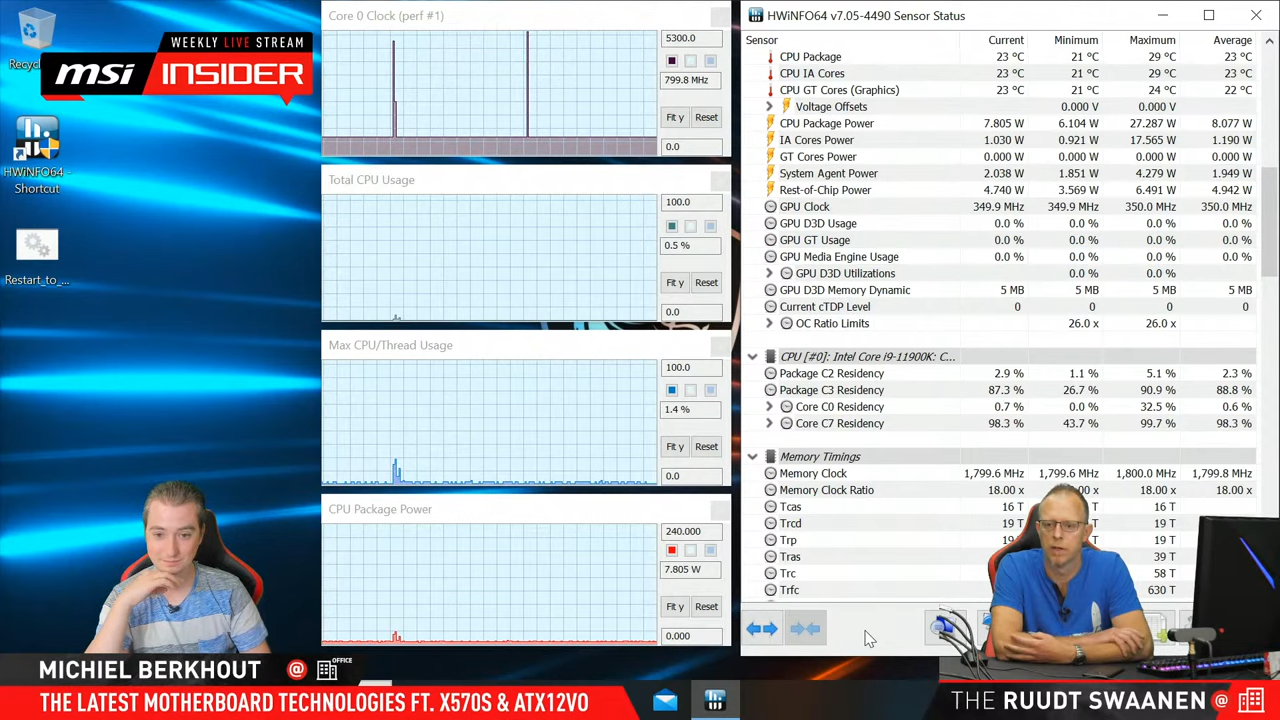 Recyc
WEEKLY LIVE STREAM
msi INSIDER
HWiNFO64 -
Shortcut
Restart_to_...
Core 0 Clock (perf #1)
5300.0
799.8 MHz
Fit y Reset
0.0
Total CPU Usage
100.0
0.5 %
Fit y Reset
0.0
Max CPU/Thread Usage
100.0
1.4 %
Fit y Reset
0.0
CPU Package Power
240.000
7.805 W
Fit y Reset
0.000
HWiNFO64 v7.05-4490 Sensor Status
Sensor Current Minimum Maximum Average
CPU Package 23 °C 21 °C 29 °C 23 °C
CPU IA Cores 23 °C 21 °C 29 °C 23 °C
CPU GT Cores (Graphics) 23 °C 21 °C 24 °C 22 °C
Voltage Offsets 0.000 V 0.000 V
CPU Package Power 7.805 W 6.104 W 27.287 W 8.077 W
IA Cores Power 1.030 W 0.921 W 17.565 W 1.190 W
GT Cores Power 0.000 W 0.000 W 0.000 W 0.000 W
System Agent Power 2.038 W 1.851 W 4.279 W 1.949 W
Rest-of-Chip Power 4.740 W 3.569 W 6.491 W 4.942 W
GPU Clock 349.9 MHz 349.9 MHz 350.0 MHz 350.0 MHz
GPU D3D Usage 0.0 % 0.0 % 0.0 % 0.0 %
GPU GT Usage 0.0 % 0.0 % 0.0 % 0.0 %
GPU Media Engine Usage 0.0 % 0.0 % 0.0 % 0.0 %
GPU D3D Utilizations 0.0 % 0.0 %
GPU D3D Memory Dynamic 5 MB 5 MB 5 MB 5 MB
Current cTDP Level 0 0 0 0
OC Ratio Limits 26.0 x 26.0 x
CPU [#0]: Intel Core i9-11900K: C...
Package C2 Residency 2.9 % 1.1 % 5.1 % 2.3 %
Package C3 Residency 87.3 % 26.7 % 90.9 % 88.8 %
Core C0 Residency 0.7 % 0.0 % 32.5 % 0.6 %
Core C7 Residency 98.3 % 43.7 % 99.7 % 98.3 %
Memory Timings
Memory Clock 1,799.6 MHz 1,799.6 MHz 1,800.0 MHz 1,799.8 MHz
Memory Clock Ratio 18.00 x 18.00 x 18.00 x
Tcas 16 T 16 T
Trcd 19 T 19 T
Trp 19 19 T
Tras 39 T
Trc 58 T
Trfc 630 T
MICHIEL BERKHOUT @ OFFICE
THE LATEST MOTHERBOARD TECHNOLOGIES FT. X570S & ATX12VO
THE RUUDT SWAANEN @